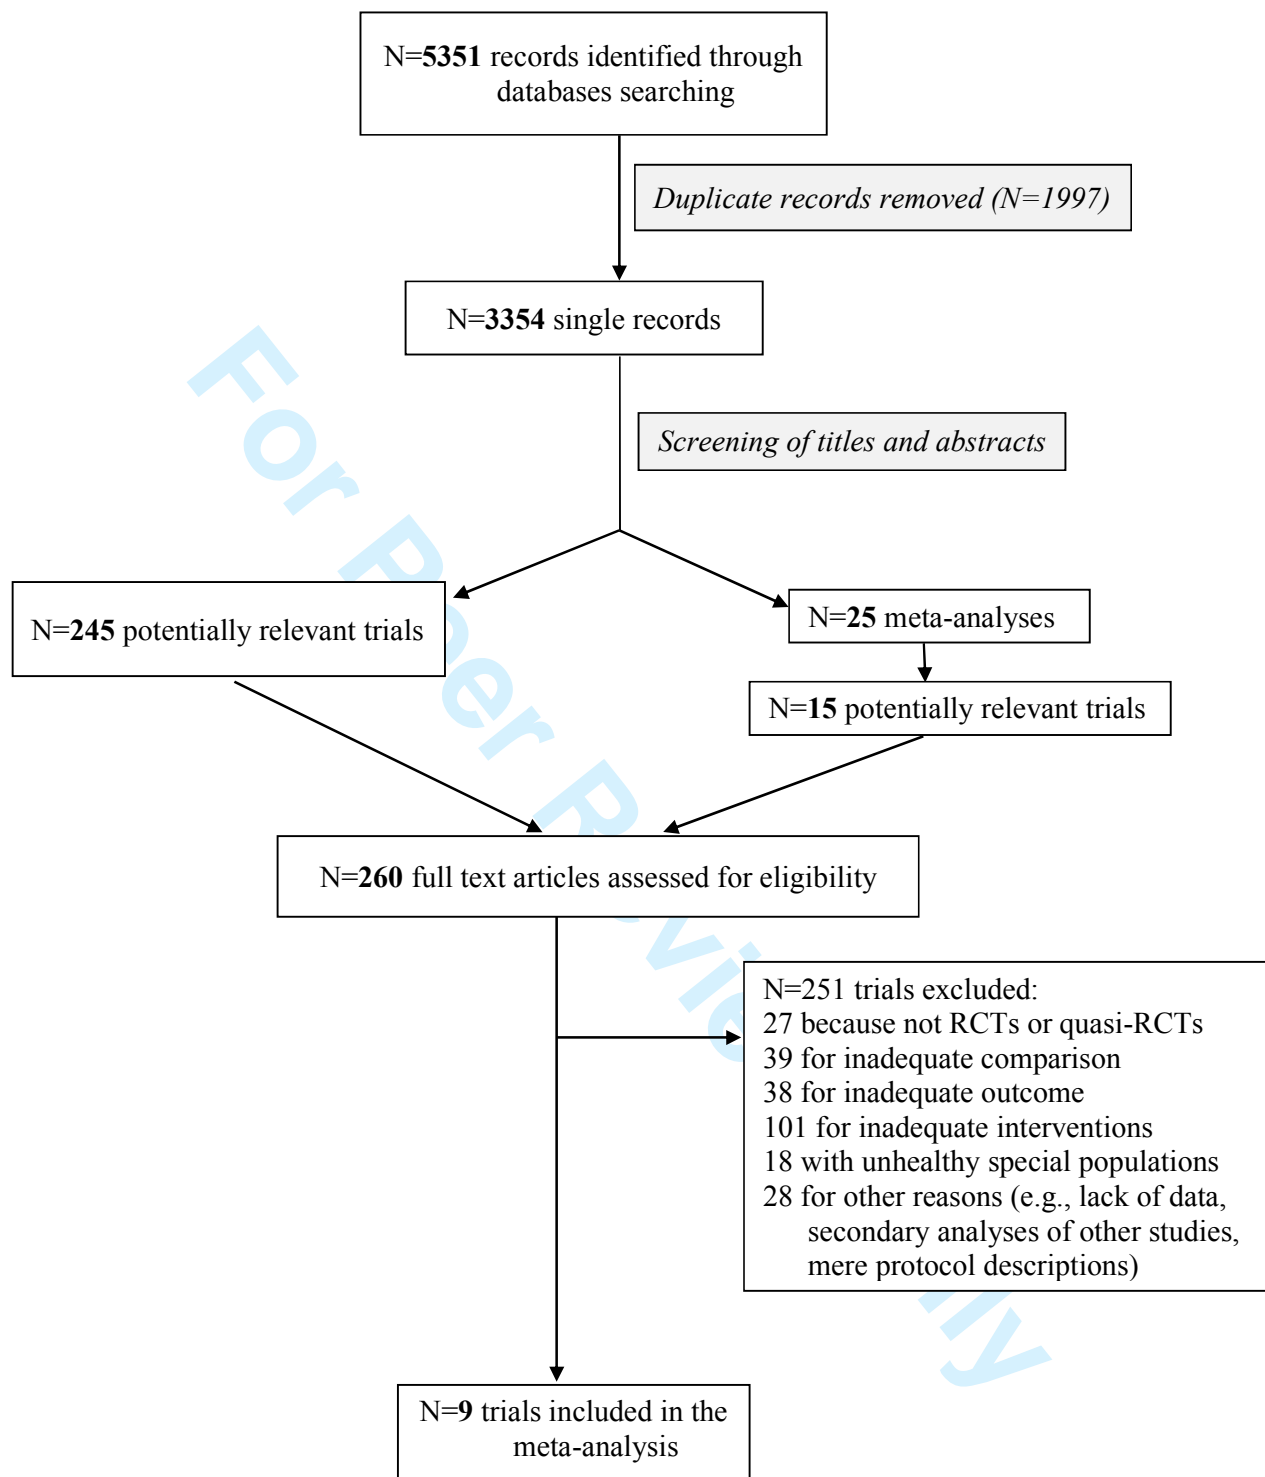 N=5351 records identified through
databases searching
Duplicate records removed (N=1997)
N=3354 single records
Screening of titles and abstracts
N=245 potentially relevant trials
N=25 meta-analyses
N=15 potentially relevant trials
N=260 full text articles assessed for eligibility
N=251 trials excluded:
27 because not RCTs or quasi-RCTs
39 for inadequate comparison
38 for inadequate outcome
101 for inadequate interventions
18 with unhealthy special populations
28 for other reasons (e.g., lack of data,
secondary analyses of other studies,
mere protocol descriptions)
N=9 trials included in the
meta-analysis
For Peer Review